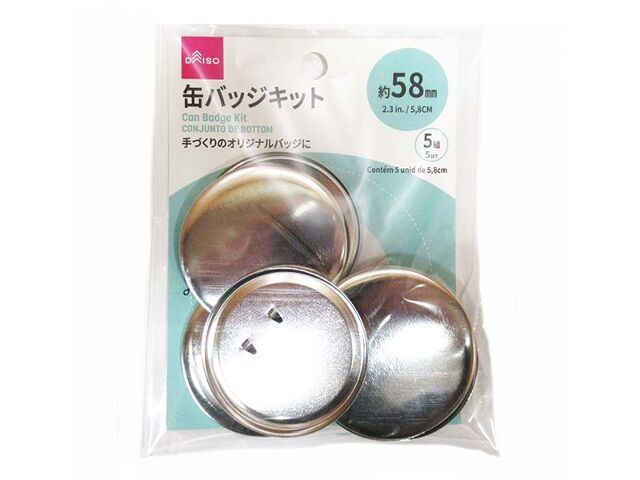 DAISO
缶バッジキット
Can Badge Kit
CONJUNTO DE BOTTOM
手づくりのオリジナルバッジに
約58mm
2.3 in. / 5,8CM
5組
5SET
Contém 5 unid de 5,8cm